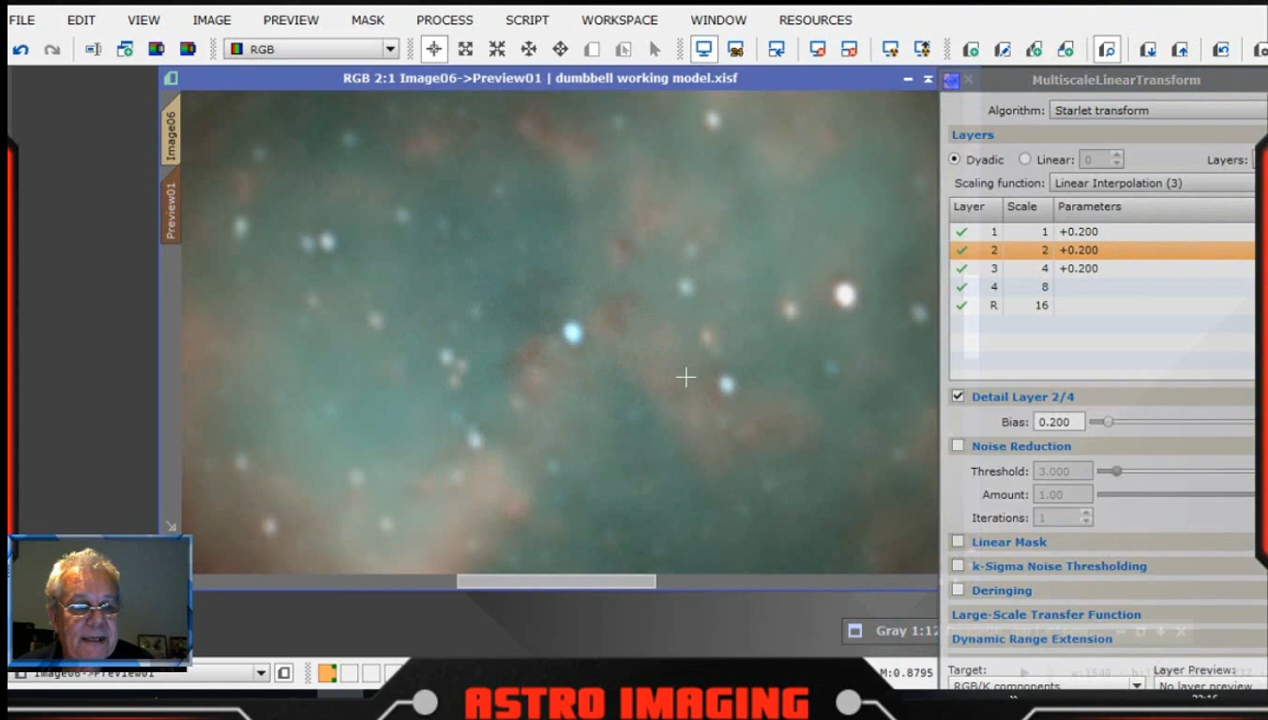 FILE EDIT VIEW IMAGE PREVIEW MASK PROCESS SCRIPT WORKSPACE WINDOW RESOURCES
RGB
RGB 2:1 Image06->Preview01 | dumbbell working model.xisf
Image06
Preview01
MultiscaleLinearTransform
Algorithm: Starlet transform
Layers
Dyadic Linear: 0 Layers:
Scaling function: Linear Interpolation (3)
Layer Scale Parameters
1 1 +0.200
2 2 +0.200
3 4 +0.200
4 8
R 16
Detail Layer 2/4
Bias: 0.200
Noise Reduction
Threshold: 3.000
Amount: 1.00
Iterations: 1
Linear Mask
k-Sigma Noise Thresholding
Deringing
Large-Scale Transfer Function
Dynamic Range Extension
Target: Layer Preview:
RGB/K components No layer preview
Gray 1:12
Image06->Preview01
M:0.8795
ASTRO IMAGING